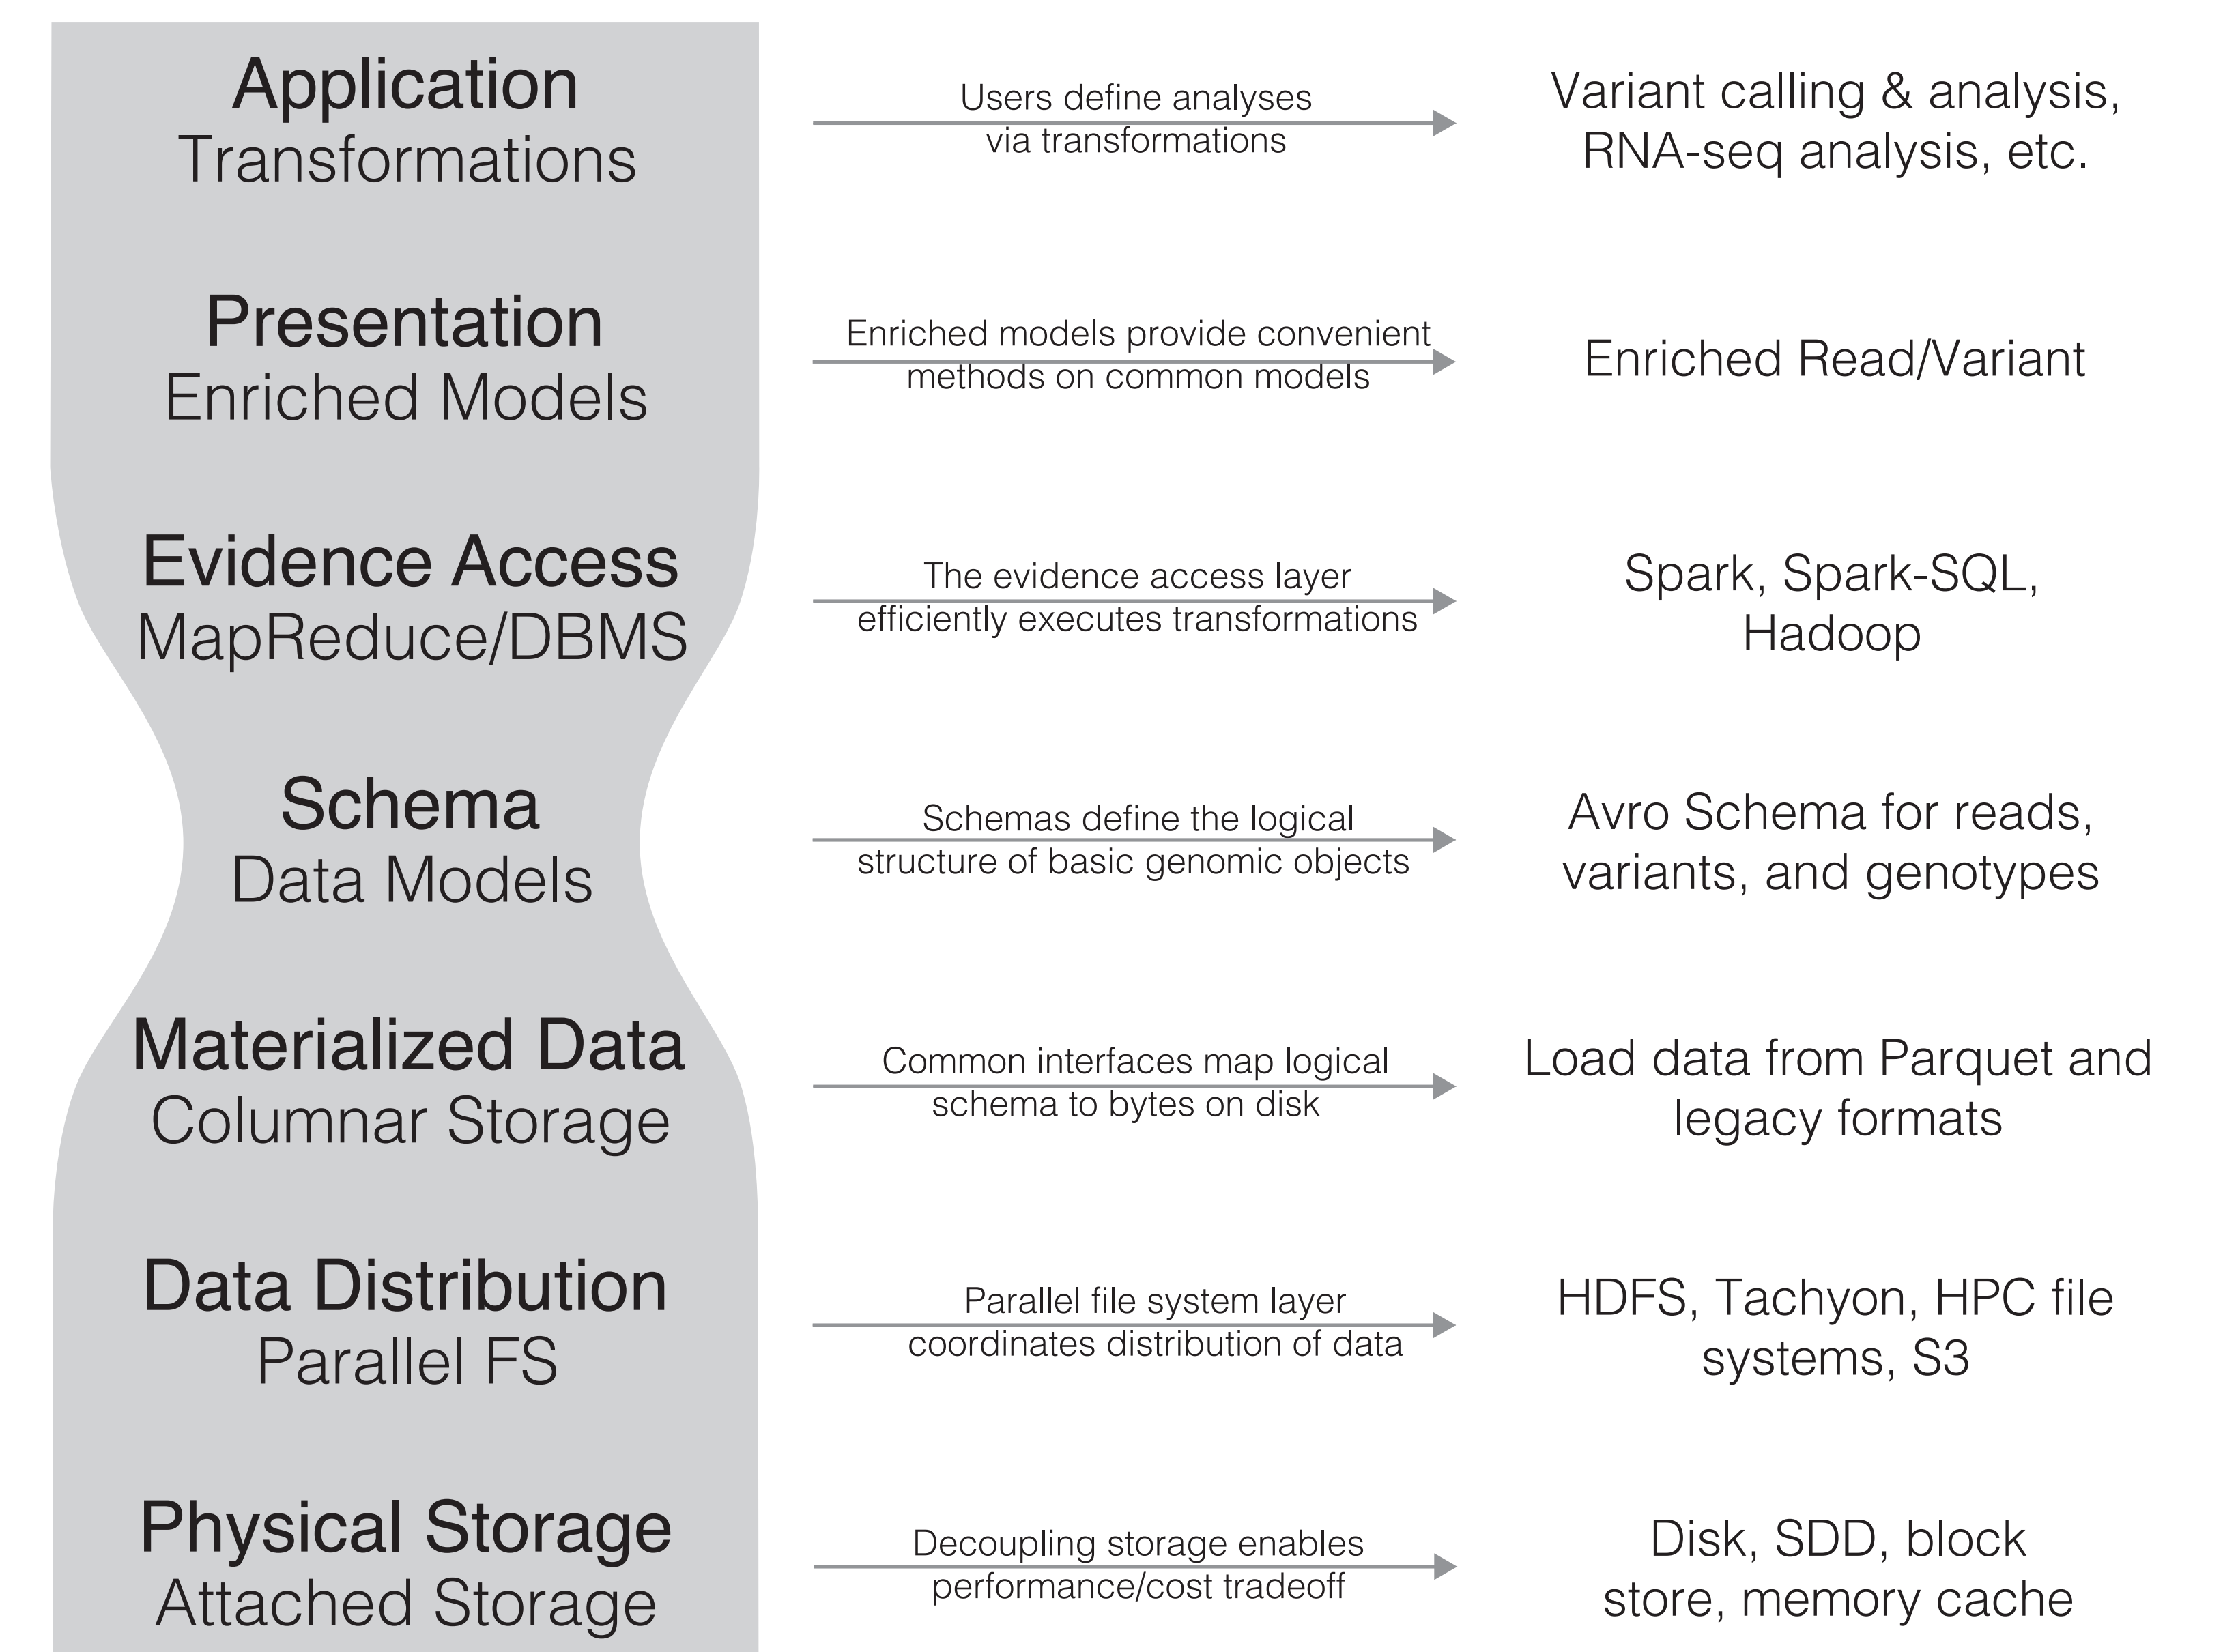 Application
Transformations
Users define analyses
via transformations
Variant calling & analysis,
RNA-seq analysis, etc.
Presentation
Enriched Models
Enriched models provide convenient
methods on common models
Enriched Read/Variant
Evidence Access
MapReduce/DBMS
The evidence access layer
efficiently executes transformations
Spark, Spark-SQL,
Hadoop
Schema
Data Models
Schemas define the logical
structure of basic genomic objects
Avro Schema for reads,
variants, and genotypes
Materialized Data
Columnar Storage
Common interfaces map logical
schema to bytes on disk
Load data from Parquet and
legacy formats
Data Distribution
Parallel FS
Parallel file system layer
coordinates distribution of data
HDFS, Tachyon, HPC file
systems, S3
Physical Storage
Attached Storage
Decoupling storage enables
performance/cost tradeoff
Disk, SDD, block
store, memory cache